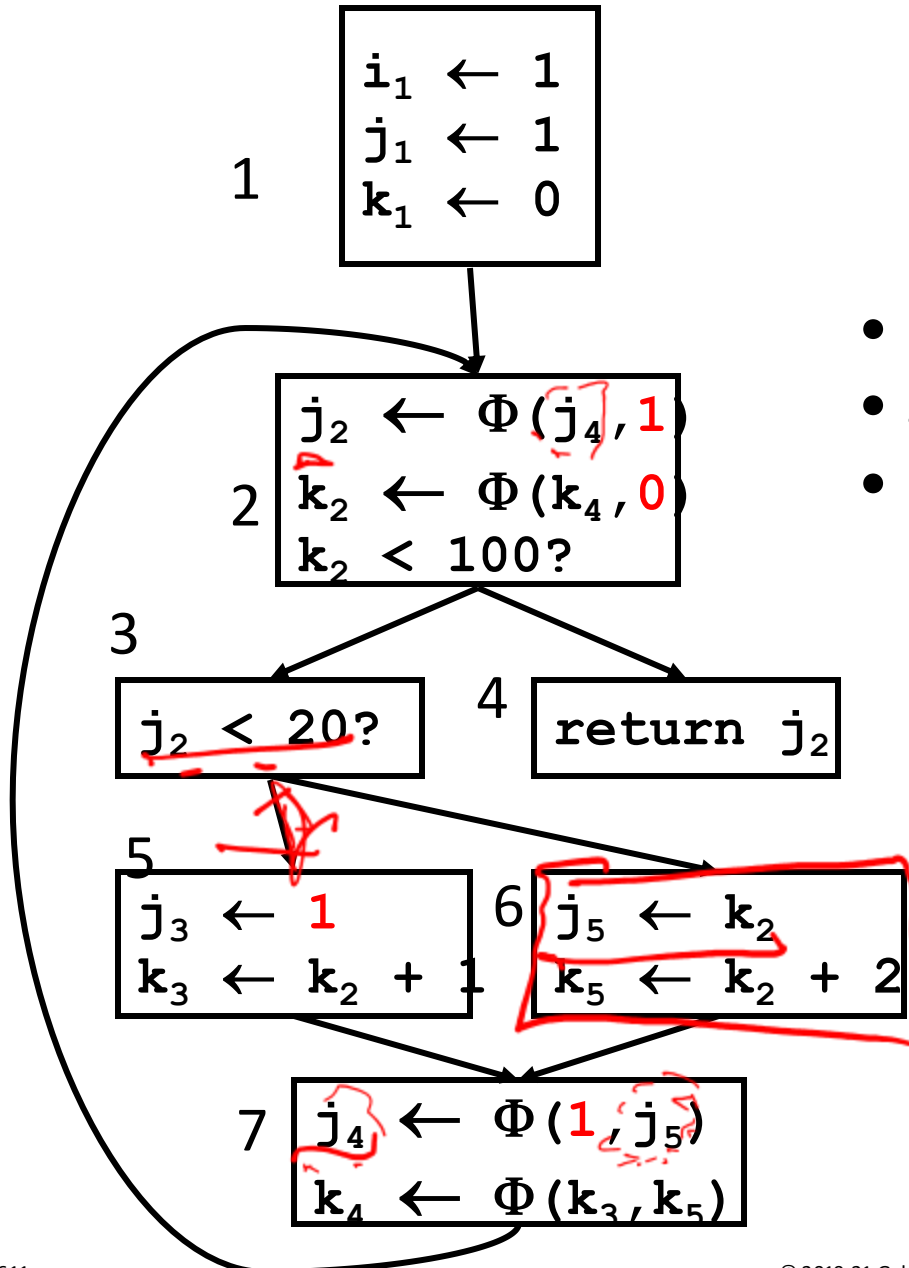 1
i₁ ← 1
j₁ ← 1
k₁ ← 0
2
j₂ ← Φ(j₄,1)
k₂ ← Φ(k₄,0)
k₂ < 100?
3
j₂ < 20?
4
return j₂
5
j₃ ← 1
k₃ ← k₂ + 1
6
j₅ ← k₂
k₅ ← k₂ + 2
7
j₄ ← Φ(1,j₅)
k₄ ← Φ(k₃,k₅)